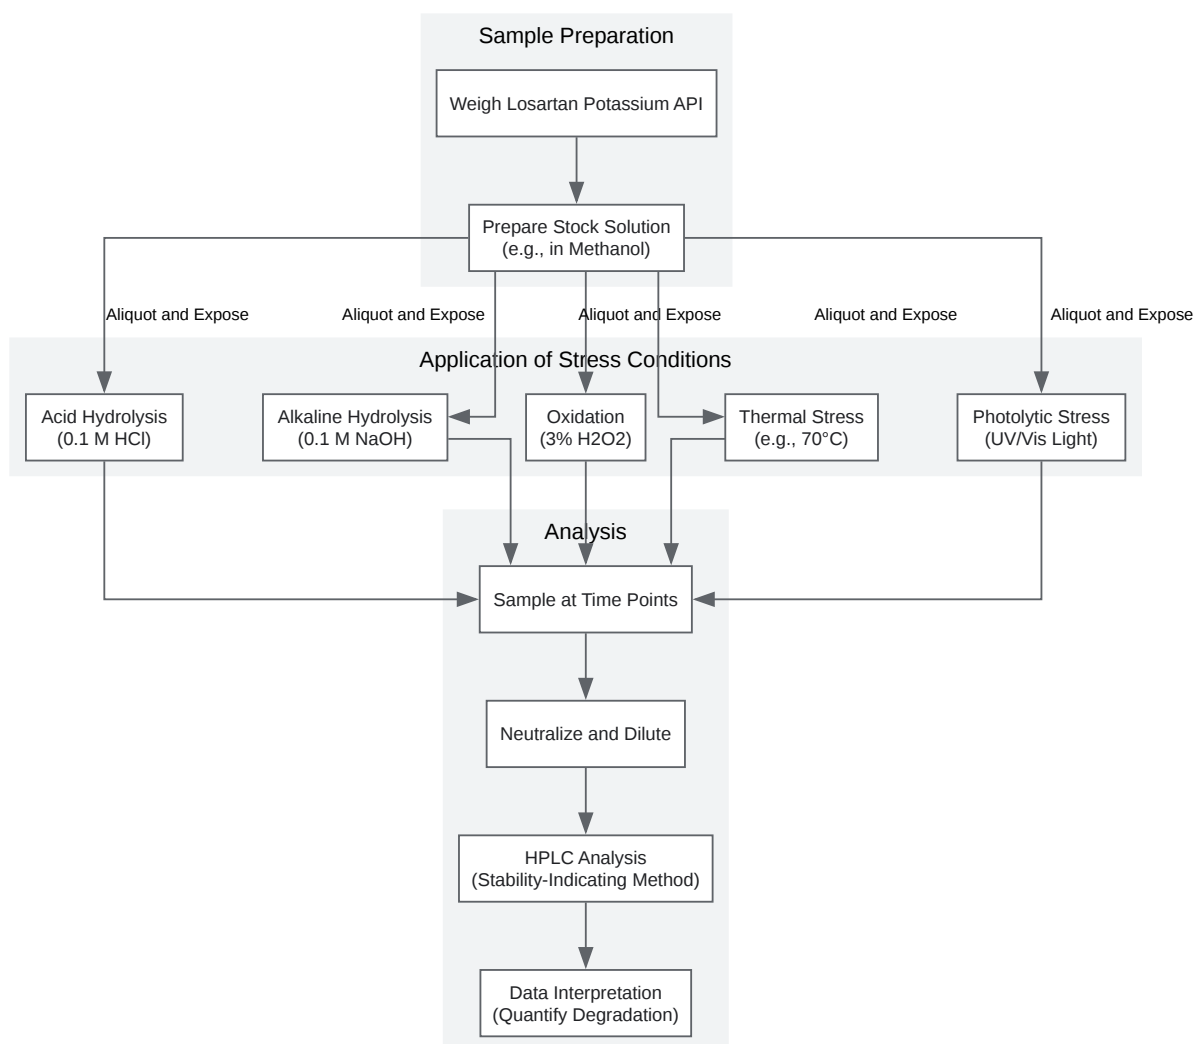 Sample Preparation
Weigh Losartan Potassium API
Prepare Stock Solution
(e.g., in Methanol)
Aliquot and Expose
Aliquot and Expose
Aliquot and Expose
Aliquot and Expose
Aliquot and Expose
Application of Stress Conditions
Acid Hydrolysis
(0.1 M HCl)
Alkaline Hydrolysis
(0.1 M NaOH)
Oxidation
(3% H2O2)
Thermal Stress
(e.g., 70°C)
Photolytic Stress
(UV/Vis Light)
Analysis
Sample at Time Points
Neutralize and Dilute
HPLC Analysis
(Stability-Indicating Method)
Data Interpretation
(Quantify Degradation)